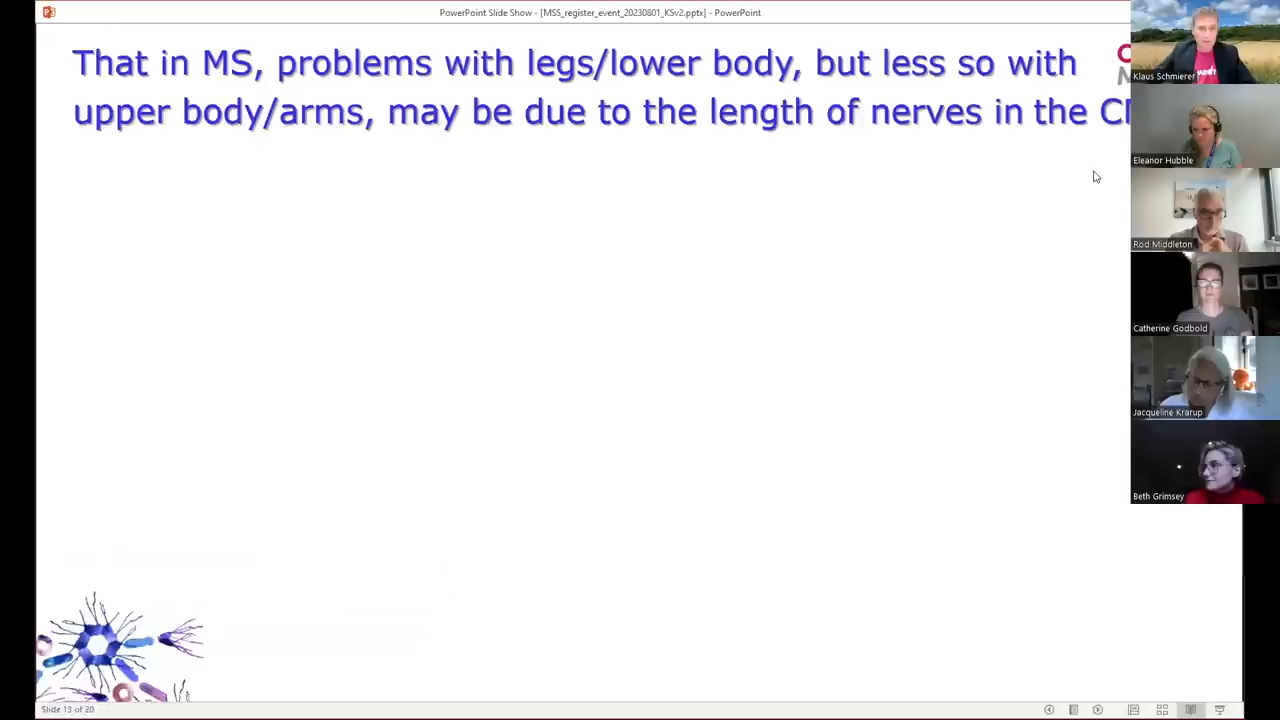 PowerPoint Slide Show - [MSS_register_event_20230801_KSv2.pptx] - PowerPoint
That in MS, problems with legs/lower body, but less so with
upper body/arms, may be due to the length of nerves in the
Klaus Schmierer
Eleanor Hubble
Rod Middleton
Catherine Godbold
Jacqueline Krarup
Beth Grimsey
Slide 13 of 20